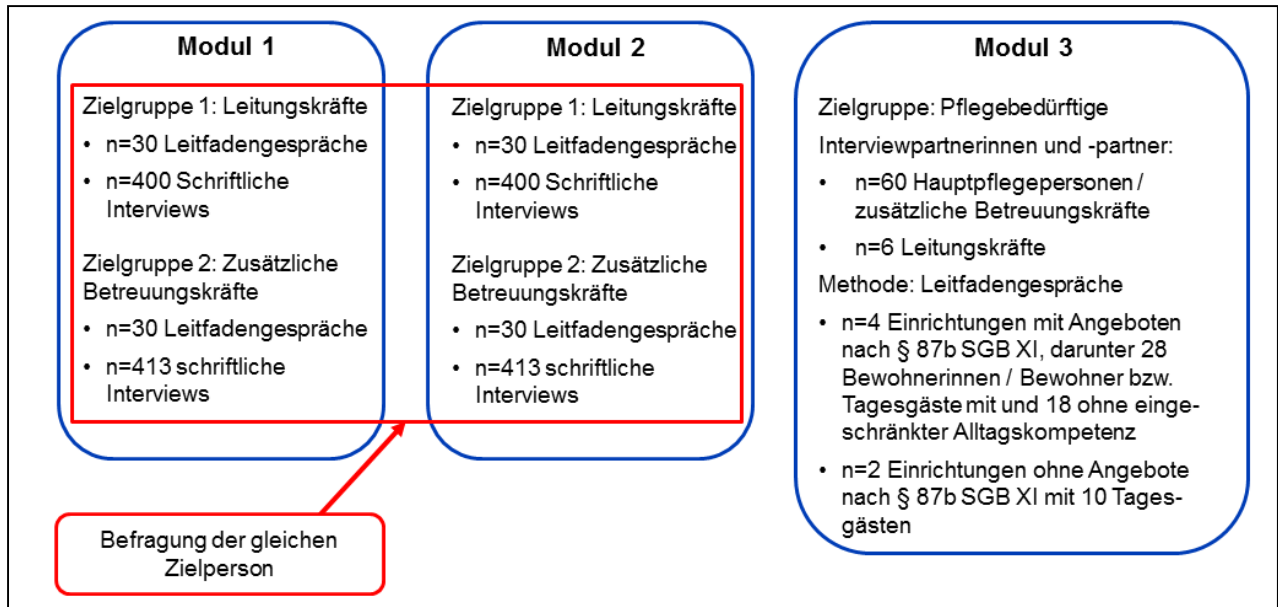 Modul 1
Zielgruppe 1: Leitungskräfte
• n=30 Leitfadengespräche
• n=400 Schriftliche
Interviews
Zielgruppe 2: Zusätzliche
Betreuungskräfte
• n=30 Leitfadengespräche
• n=413 schriftliche
Interviews
Modul 2
Zielgruppe 1: Leitungskräfte
• n=30 Leitfadengespräche
• n=400 Schriftliche
Interviews
Zielgruppe 2: Zusätzliche
Betreuungskräfte
• n=30 Leitfadengespräche
• n=413 schriftliche
Interviews
Befragung der gleichen
Zielperson
Modul 3
Zielgruppe: Pflegebedürftige
Interviewpartnerinnen und -partner:
• n=60 Hauptpflegepersonen /
zusätzliche Betreuungskräfte
• n=6 Leitungskräfte
Methode: Leitfadengespräche
• n=4 Einrichtungen mit Angeboten
nach § 87b SGB XI, darunter 28
Bewohnerinnen / Bewohner bzw.
Tagesgäste mit und 18 ohne einge-
schränkter Alltagskompetenz
• n=2 Einrichtungen ohne Angebote
nach § 87b SGB XI mit 10 Tages-
gästen